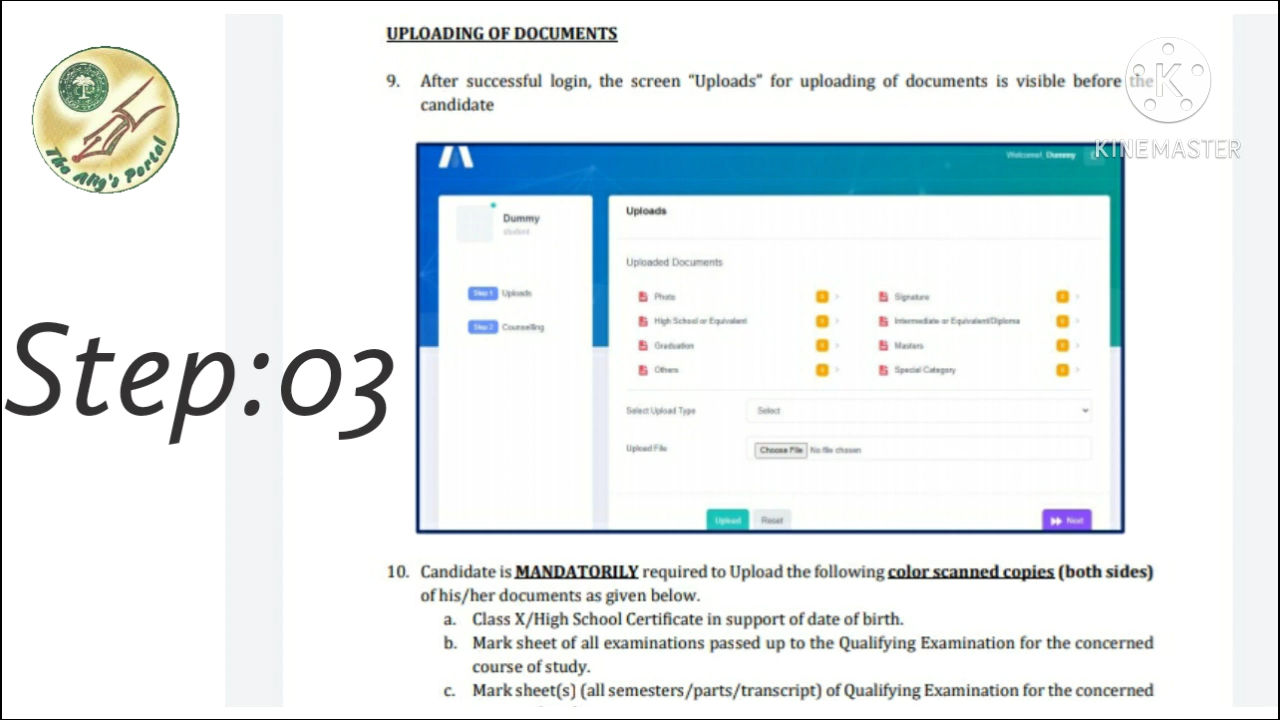 UPLOADING OF DOCUMENTS
9. After successful login, the screen “Uploads” for uploading of documents is visible before the
candidate
K
KINEMASTER
The Alig's Portal
Welcome!, Dummy
Dummy
student
Uploads
Step 1 Uploads
Step 2 Counselling
Uploaded Documents
Photo
Signature
High School or Equivalent
Intermediate or Equivalent/Diploma
Graduation
Masters
Others
Special Category
Select Upload Type
Select
Upload File
Choose File No file chosen
Upload
Reset
Next
Step:03
10. Candidate is MANDATORILY required to Upload the following color scanned copies (both sides)
of his/her documents as given below.
a. Class X/High School Certificate in support of date of birth.
b. Mark sheet of all examinations passed up to the Qualifying Examination for the concerned
course of study.
c. Mark sheet(s) (all semesters/parts/transcript) of Qualifying Examination for the concerned